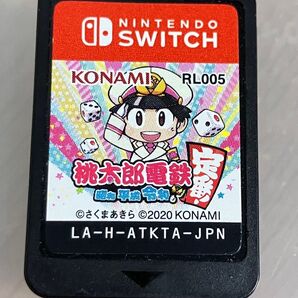 NINTENDO
SWITCH
KONAMI RL005
桃太郎電鉄
昭和 平成 令和も
定番!
©さくまあきら ©2020 KONAMI
LA-H-ATKTA-JPN